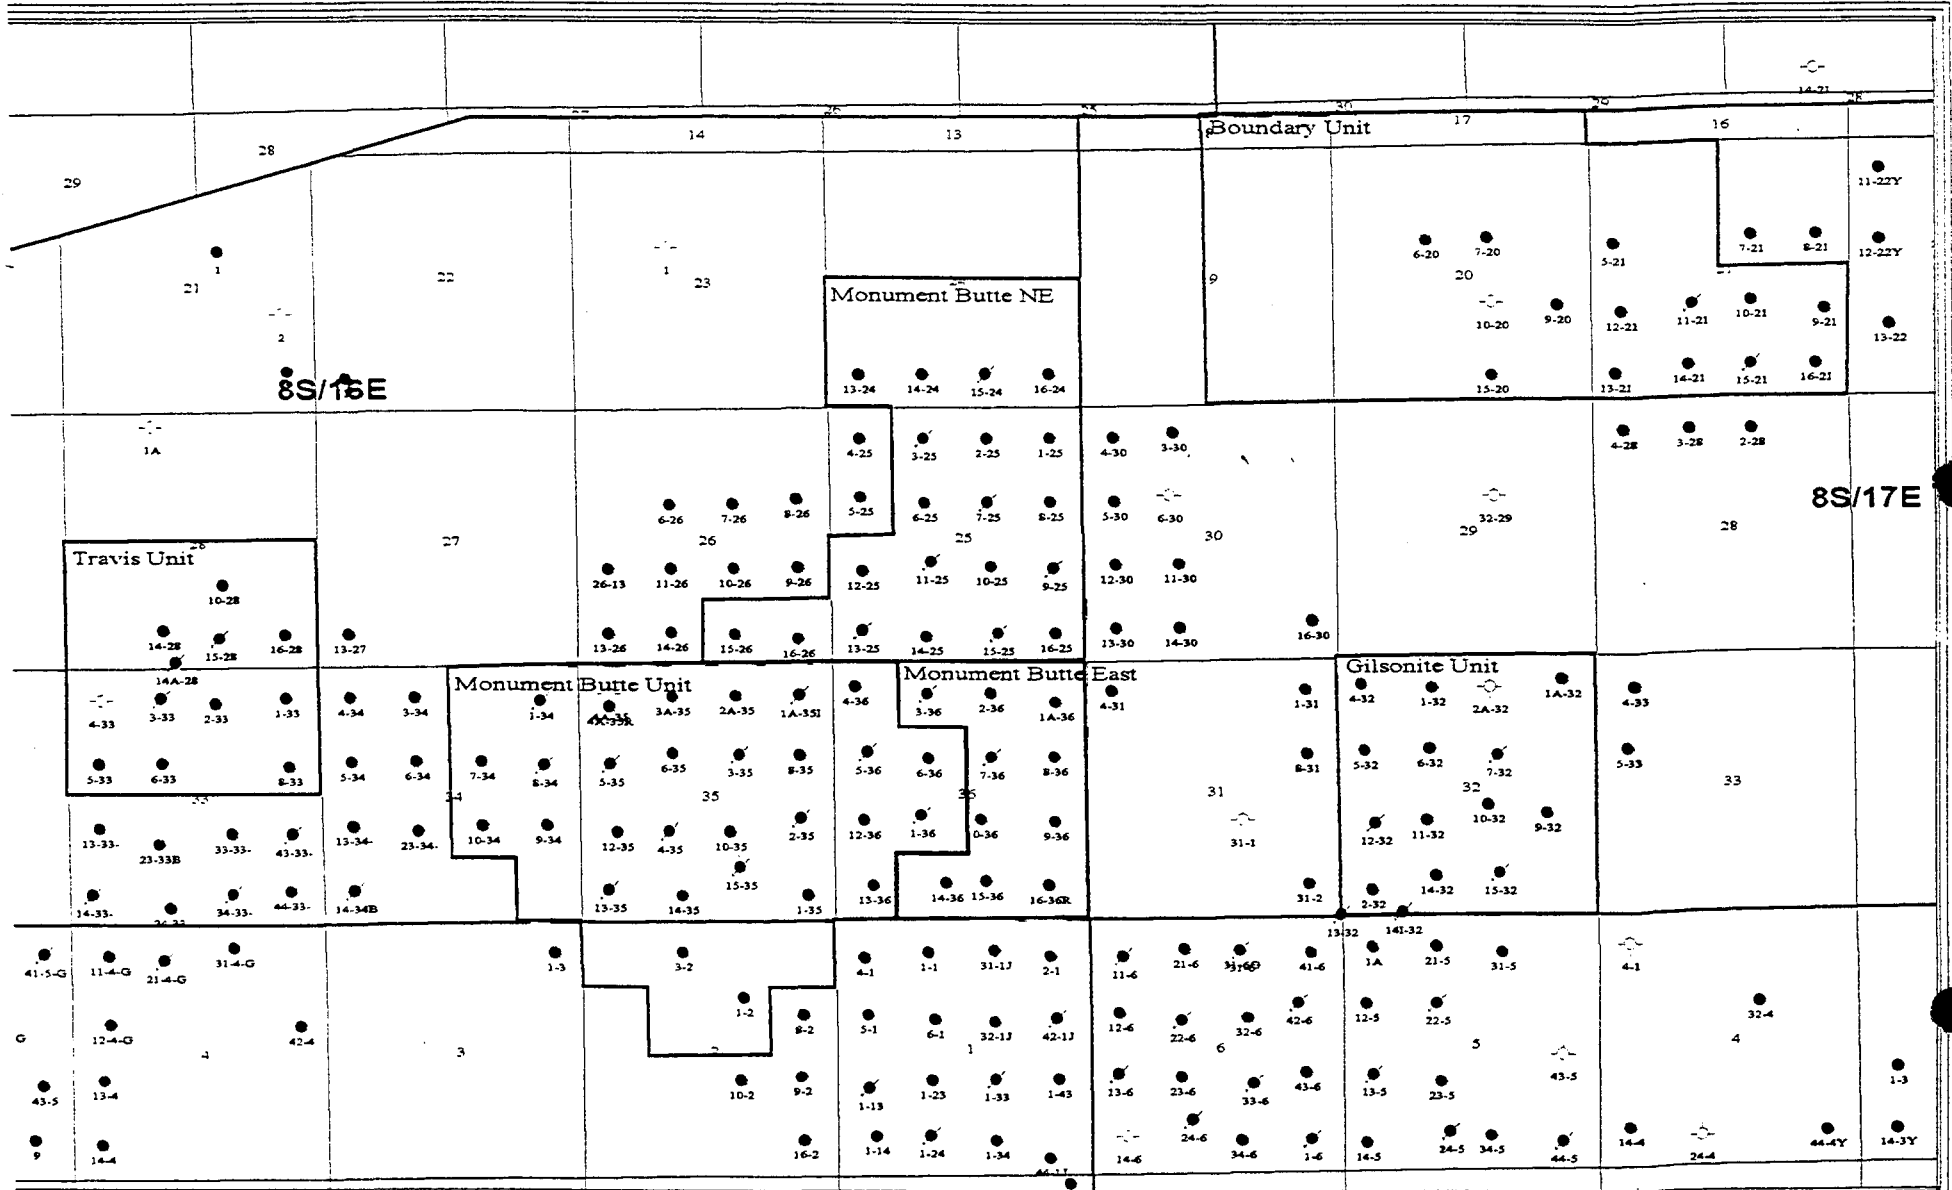 14-21
27 26 25 30 29 28
14 13 Boundary Unit 17 16
28
29
11-22Y
1 6-20 7-20 5-21 7-21 8-21 12-22Y
21 22 1 23 20
2 Monument Butte NE 10-20 9-20 12-21 11-21 10-21 9-21 13-22
8S/16E
13-24 14-24 15-24 16-24 15-20 13-21 14-21 15-21 16-21
1A 4-25 3-25 2-25 1-25 4-30 3-30 4-28 3-28 2-28
8S/17E
6-26 7-26 8-26 5-25 6-25 7-25 8-25 5-30 6-30 32-29
27 26 25 30 29 28
Travis Unit
10-28 26-13 11-26 10-26 9-26 12-25 11-25 10-25 9-25 12-30 11-30
14-28 15-28 16-28 13-27 13-26 14-26 15-26 16-26 13-25 14-25 15-25 16-25 13-30 14-30 16-30
14A-28 Monument Butte Unit Monument Butte East Gilsonite Unit
4-33 3-33 2-33 1-33 4-34 3-34 1-34 3A-35 2A-35 1A-35I 4-36 3-36 2-36 1A-36 4-31 1-31 4-32 1-32 2A-32 1A-32 4-33
5-33 6-33 8-33 5-34 6-34 7-34 8-34 5-35 6-35 3-35 8-35 5-36 6-36 7-36 8-36 8-31 5-32 6-32 7-32 5-33
33 34 35 36 31 32 33
13-33- 23-33B 33-33- 43-33- 13-34- 23-34- 10-34 9-34 12-35 4-35 10-35 2-35 12-36 1-36 0-36 9-36 31-1 12-32 11-32 10-32 9-32
14-33- 34-33- 44-33- 14-34B 13-35 14-35 15-35 1-35 13-36 14-36 15-36 16-36R 31-2 2-32 14-32 15-32
13-32 14I-32
41-5-G 11-4-G 21-4-G 31-4-G 1-3 3-2 4-1 1-1 31-1J 2-1 11-6 21-6 41-6 1A 21-5 31-5 4-1
G 12-4-G 42-4 1-2 8-2 5-1 6-1 32-1J 42-1J 12-6 22-6 32-6 42-6 12-5 22-5 32-4
4 3 2 1 6 5 4
43-5 13-4 10-2 9-2 1-13 1-23 1-33 1-43 13-6 23-6 33-6 43-6 13-5 23-5 43-5 1-3
9 14-4 16-2 1-14 1-24 1-34 44-1J 14-6 24-6 34-6 1-6 14-5 24-5 34-5 44-5 14-4 24-4 44-4Y 14-3Y